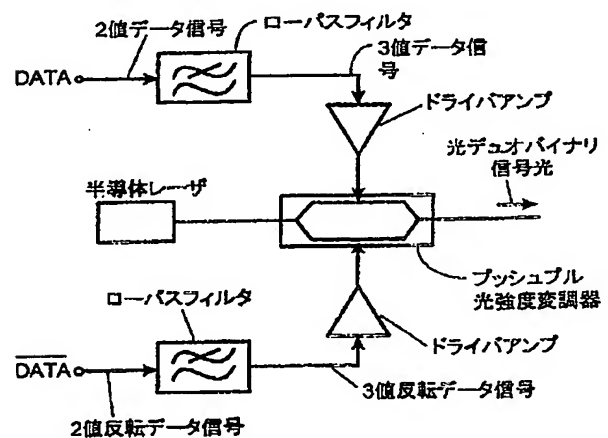 2値データ信号
ローパスフィルタ
3値データ信
号
DATA
ドライバアンプ
光デュオバイナリ
信号光
半導体レーザ
プッシュプル
光強度変調器
ローパスフィルタ
ドライバアンプ
DATA
3値反転データ信号
2値反転データ信号